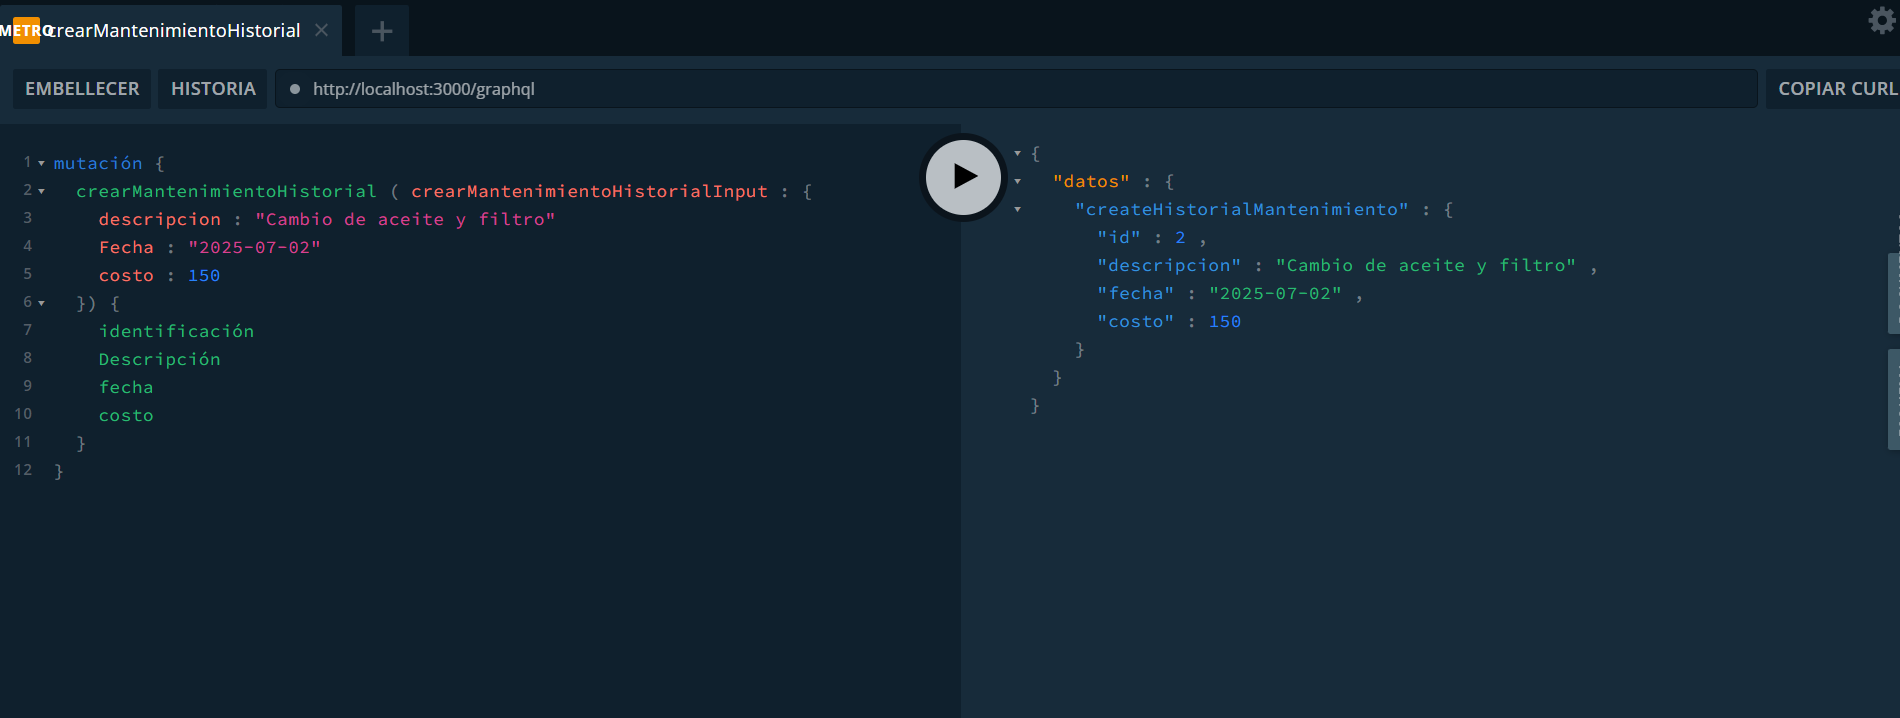 METRO crearMantenimientoHistorial
EMBELLECER HISTORIA http://localhost:3000/graphql COPIAR CURL
1 mutación {
2 crearMantenimientoHistorial ( crearMantenimientoHistorialInput : {
3 descripcion : "Cambio de aceite y filtro"
4 Fecha : "2025-07-02"
5 costo : 150
6 }) {
7 identificación
8 Descripción
9 fecha
10 costo
11 }
12 }
{
"datos" : {
"createHistorialMantenimiento" : {
"id" : 2 ,
"descripcion" : "Cambio de aceite y filtro" ,
"fecha" : "2025-07-02" ,
"costo" : 150
}
}
}